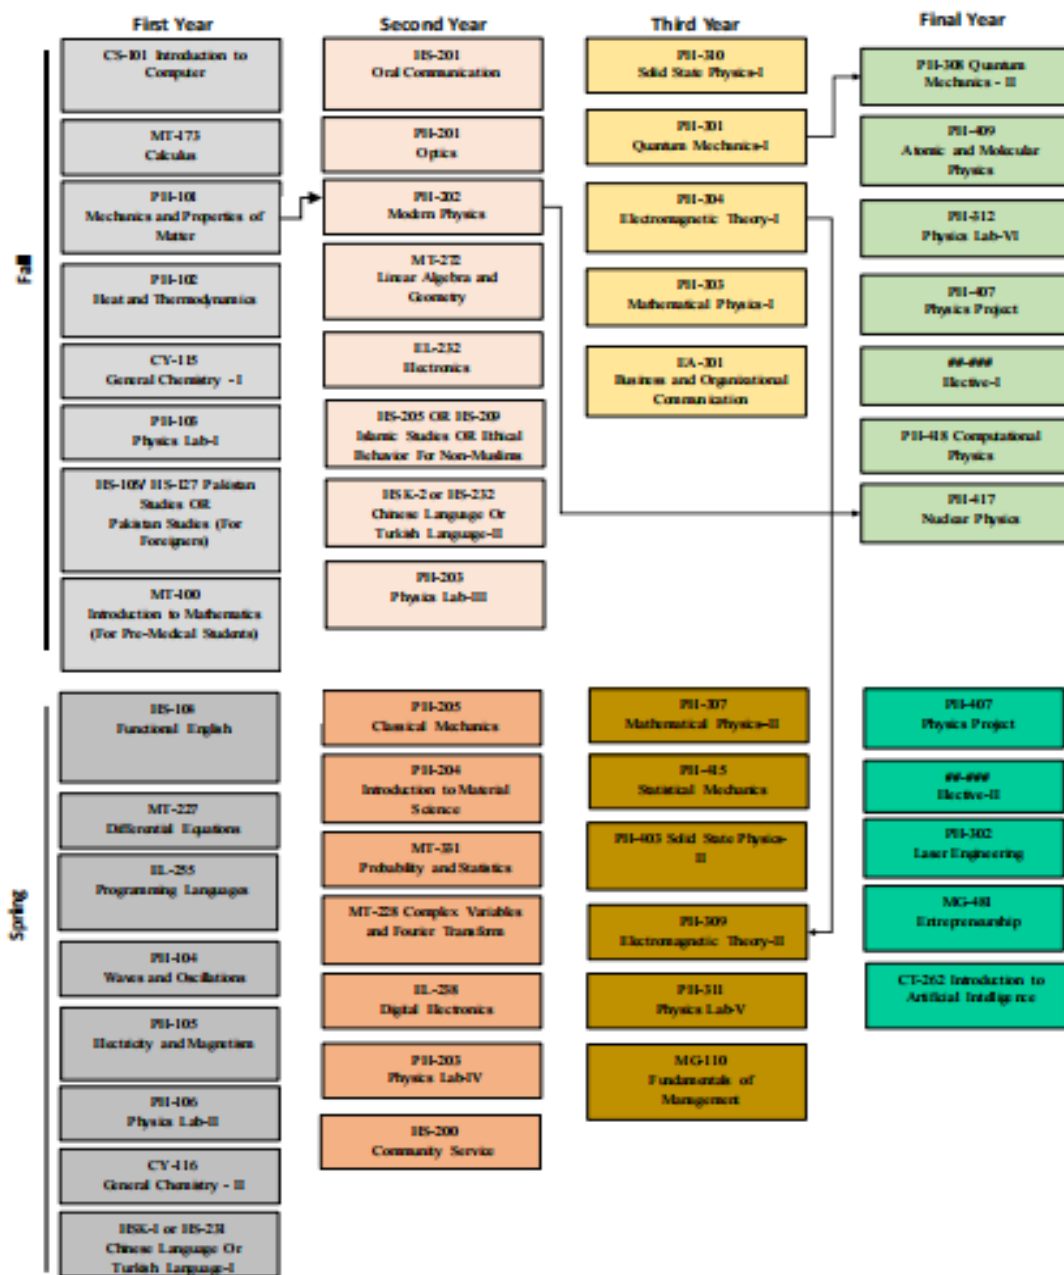 First Year
Second Year
Third Year
Final Year
Fall
CS-101 Introduction to
Computer
MT-173
Calculus
PH-101
Mechanics and Properties of
Matter
PH-102
Heat and Thermodynamics
CY-115
General Chemistry - I
PH-103
Physics Lab-I
HS-105/ HS-127 Pakistan
Studies OR
Pakistan Studies (For
Foreigners)
MT-100
Introduction to Mathematics
(For Pre-Medical Students)
HS-201
Oral Communication
PH-201
Optics
PH-202
Modern Physics
MT-272
Linear Algebra and
Geometry
EL-232
Electronics
HS-205 OR HS-209
Islamic Studies OR Ethical
Behavior For Non-Muslims
HSK-2 or HS-232
Chinese Language Or
Turkish Language-II
PH-203
Physics Lab-III
PH-310
Solid State Physics-I
PH-301
Quantum Mechanics-I
PH-304
Electromagnetic Theory-I
PH-303
Mathematical Physics-I
EA-301
Business and Organizational
Communication
PH-308 Quantum
Mechanics - II
PH-409
Atomic and Molecular
Physics
PH-312
Physics Lab-VI
PH-407
Physics Project
##-###
Elective-I
PH-418 Computational
Physics
PH-417
Nuclear Physics
Spring
Functional English
MT-227
Differential Equations
EL-255
Programming Languages
PH-104
Waves and Oscillations
PH-105
Electricity and Magnetism
PH-106
Physics Lab-II
CY-116
General Chemistry - II
HSK-1 or HS-231
Chinese Language Or
Turkish Language-I
PH-205
Classical Mechanics
PH-204
Introduction to Material
Science
MT-331
Probability and Statistics
MT-228 Complex Variables
and Fourier Transform
EL-238
Digital Electronics
PH-203
Physics Lab-IV
HS-200
Community Service
PH-307
Mathematical Physics-II
PH-415
Statistical Mechanics
PH-403 Solid State Physics-
II
PH-309
Electromagnetic Theory-II
PH-311
Physics Lab-V
MG-110
Fundamentals of
Management
PH-407
Physics Project
##-###
Elective-II
PH-302
Laser Engineering
MG-481
Entrepreneurship
CT-262 Introduction to
Artificial Intelligence